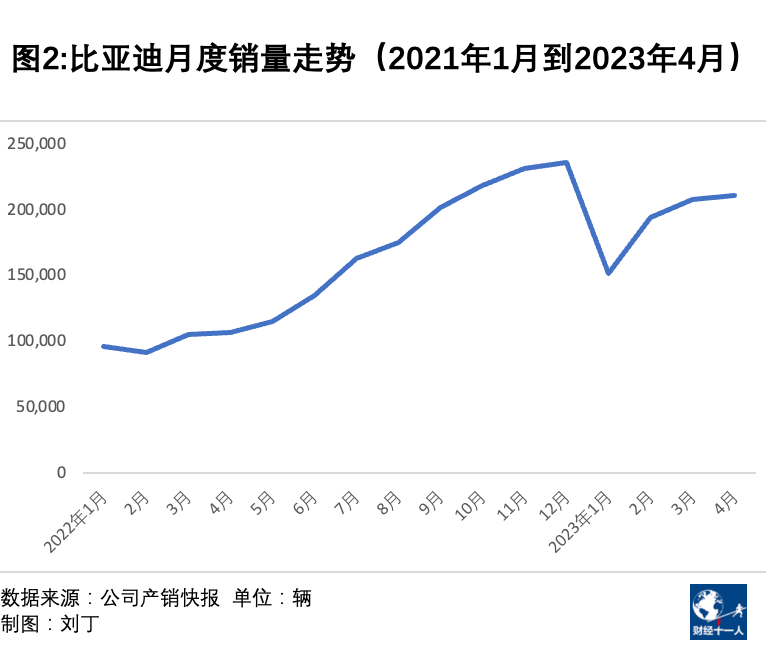 图2:比亚迪月度销量走势（2021年1月到2023年4月）
250,000
200,000
150,000
100,000
50,000
0
2022年1月
2月
3月
4月
5月
6月
7月
8月
9月
10月
11月
12月
2023年1月
2月
3月
4月
数据来源：公司产销快报 单位：辆
制图：刘丁
财经十一人